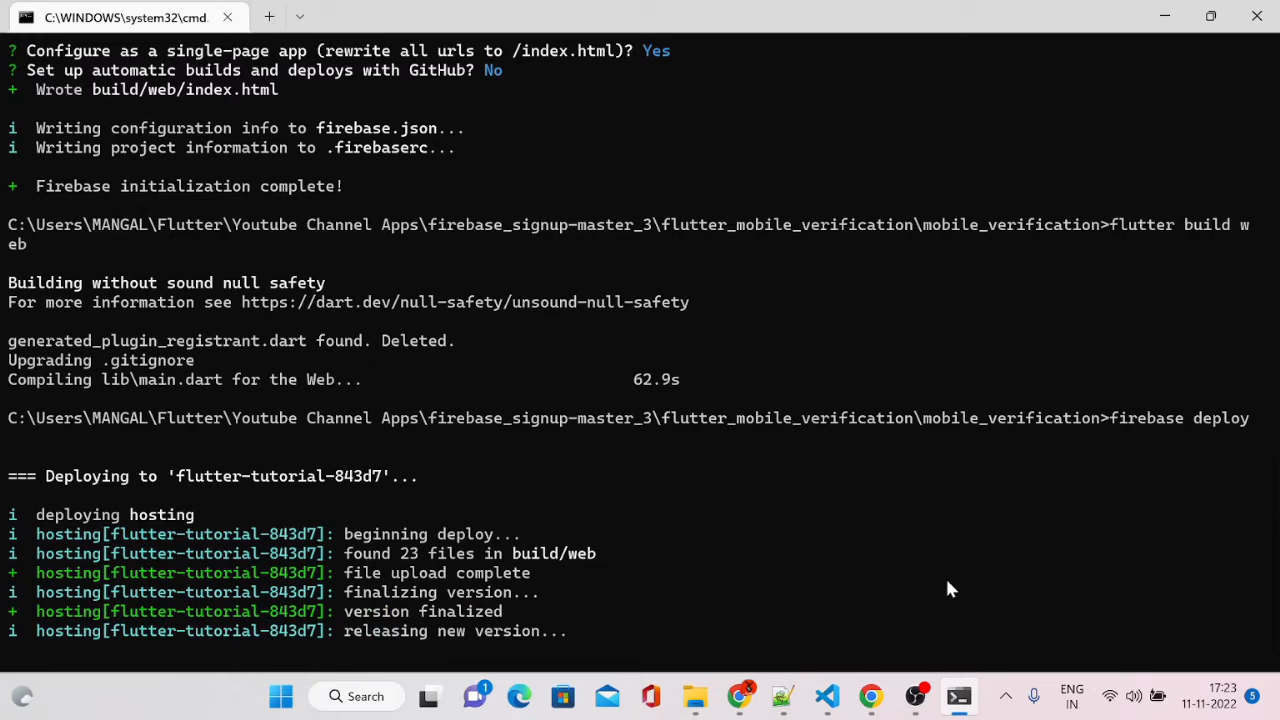 C:\WINDOWS\system32\cmd.
? Configure as a single-page app (rewrite all urls to /index.html)? Yes
? Set up automatic builds and deploys with GitHub? No
+  Wrote build/web/index.html
i  Writing configuration info to firebase.json...
i  Writing project information to .firebaserc...
+  Firebase initialization complete!
C:\Users\MANGAL\Flutter\Youtube Channel Apps\firebase_signup-master_3\flutter_mobile_verification\mobile_verification>flutter build w
eb
Building without sound null safety
For more information see https://dart.dev/null-safety/unsound-null-safety
generated_plugin_registrant.dart found. Deleted.
Upgrading .gitignore
Compiling lib\main.dart for the Web...                             62.9s
C:\Users\MANGAL\Flutter\Youtube Channel Apps\firebase_signup-master_3\flutter_mobile_verification\mobile_verification>firebase deploy
=== Deploying to 'flutter-tutorial-843d7'...
i  deploying hosting
i  hosting[flutter-tutorial-843d7]: beginning deploy...
i  hosting[flutter-tutorial-843d7]: found 23 files in build/web
+  hosting[flutter-tutorial-843d7]: file upload complete
i  hosting[flutter-tutorial-843d7]: finalizing version...
+  hosting[flutter-tutorial-843d7]: version finalized
i  hosting[flutter-tutorial-843d7]: releasing new version...
Search
1
ENG
IN
17:23
11-11-2022
5